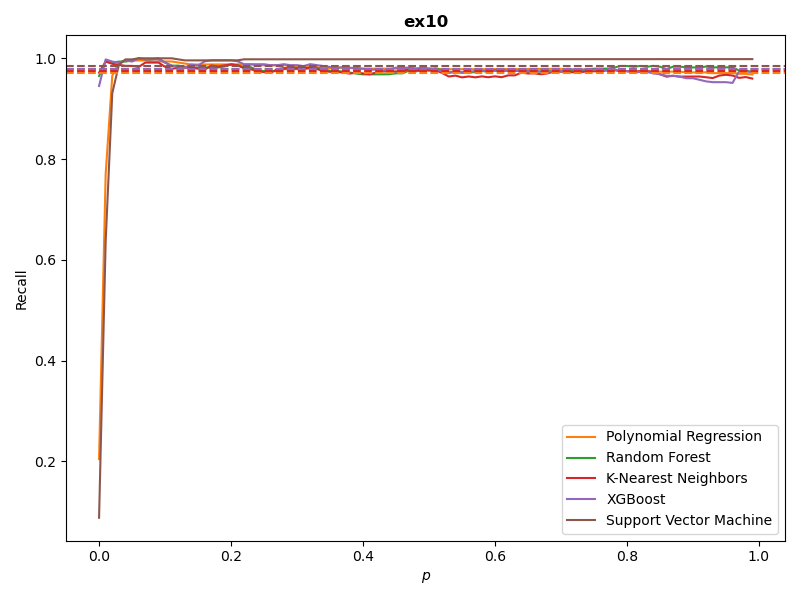 ex10
1.0
0.8
0.6
0.4
0.2
Recall
0.0
0.2
0.4
0.6
0.8
1.0
p
Polynomial Regression
Random Forest
K-Nearest Neighbors
XGBoost
Support Vector Machine